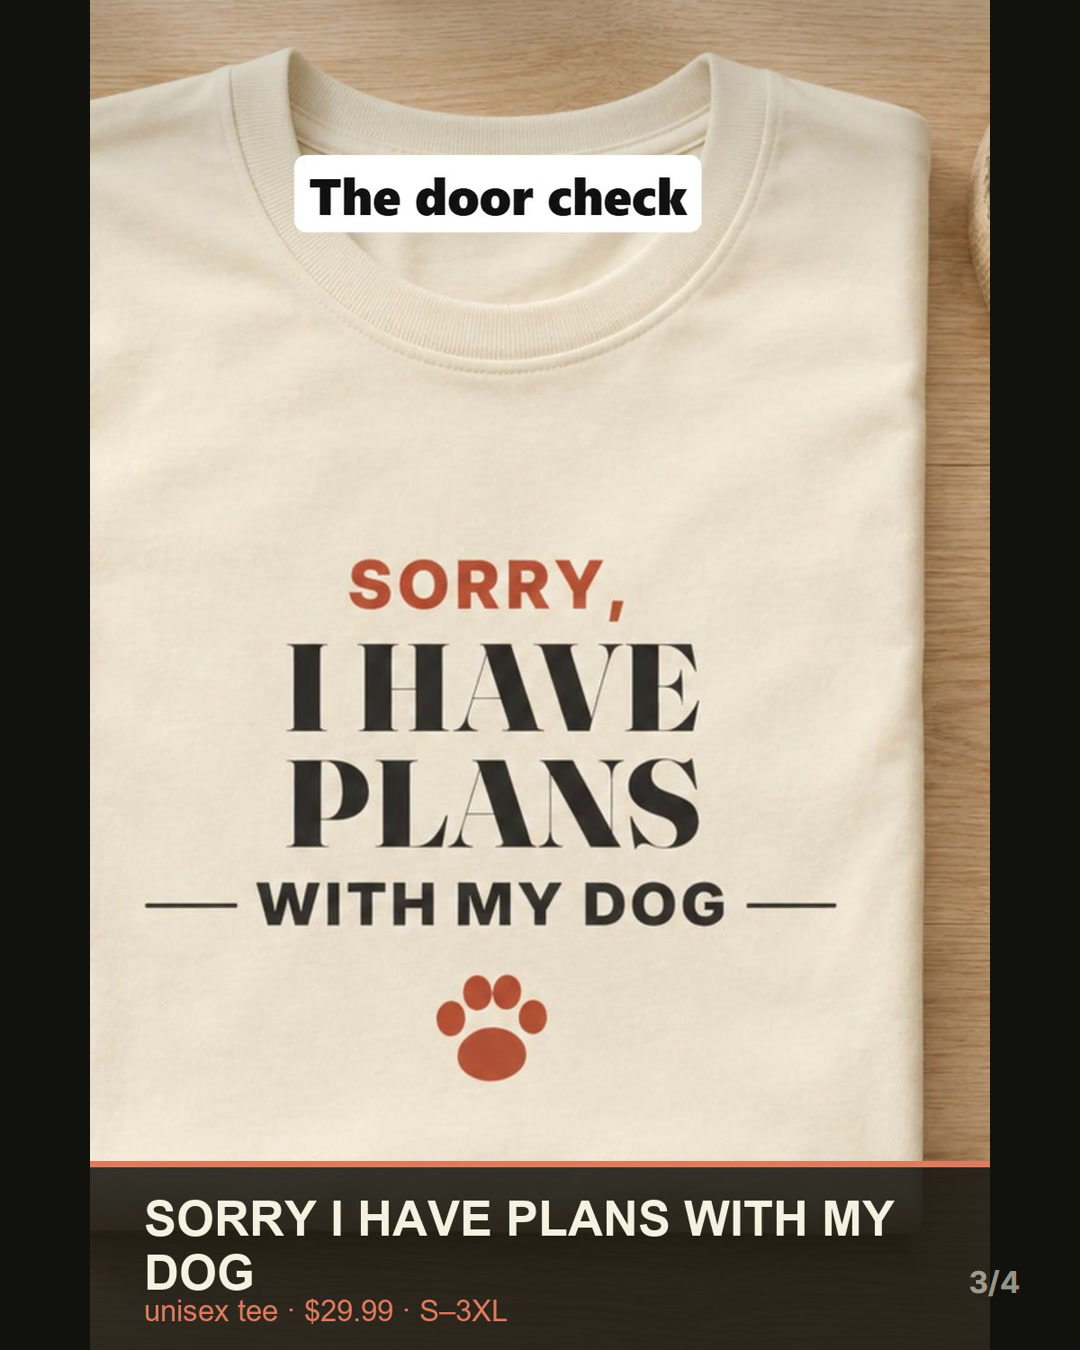 The door check
SORRY,
I HAVE
PLANS
WITH MY DOG
SORRY I HAVE PLANS WITH MY
DOG
unisex tee · $29.99 · S–3XL
3/4